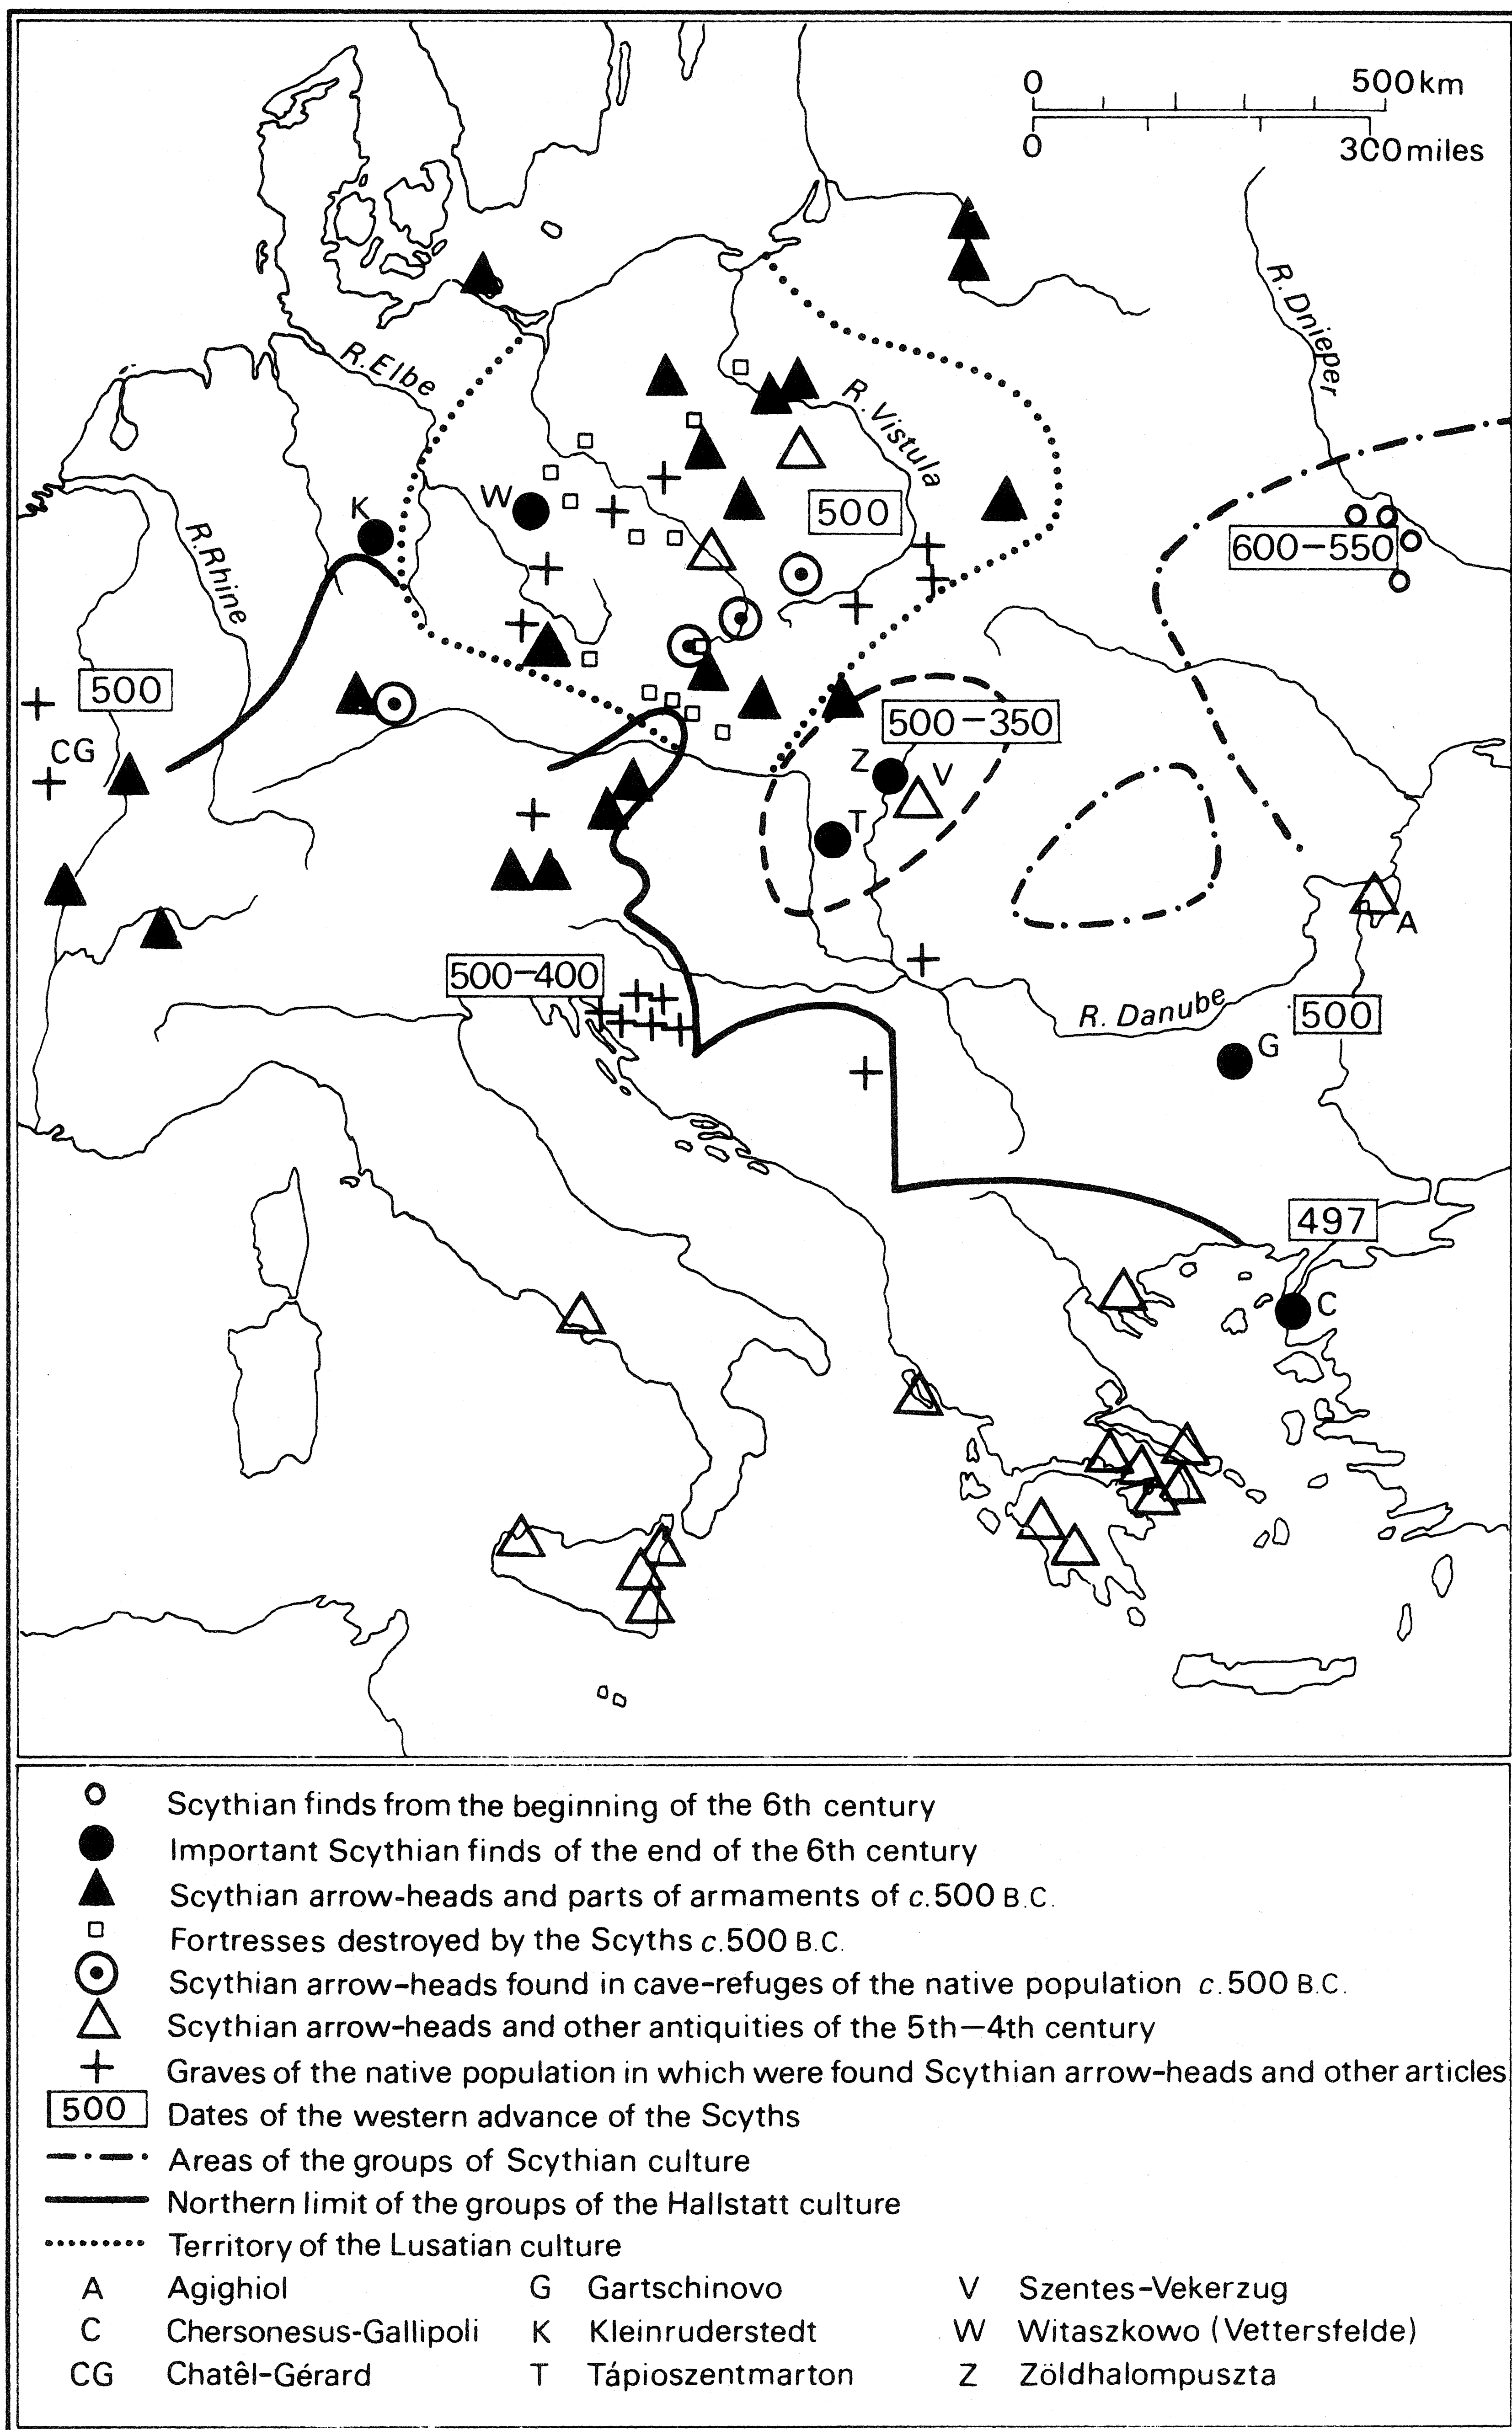 0 500km
0 300miles
R. Dnieper
R.Elbe
R.Vistula
W
500
K
600–550
R.Rhine
500
500–350
CG
Z
V
T
A
500–400
R. Danube
500
G
497
C
Scythian finds from the beginning of the 6th century
Important Scythian finds of the end of the 6th century
Scythian arrow-heads and parts of armaments of c.500 B.C.
Fortresses destroyed by the Scyths c.500 B.C.
Scythian arrow-heads found in cave-refuges of the native population c.500 B.C.
Scythian arrow-heads and other antiquities of the 5th–4th century
Graves of the native population in which were found Scythian arrow-heads and other articles
500 Dates of the western advance of the Scyths
Areas of the groups of Scythian culture
Northern limit of the groups of the Hallstatt culture
Territory of the Lusatian culture
A Agighiol G Gartschinovo V Szentes-Vekerzug
C Chersonesus-Gallipoli K Kleinruderstedt W Witaszkowo (Vettersfelde)
CG Chatêl-Gérard T Tápioszentmarton Z Zöldhalompuszta